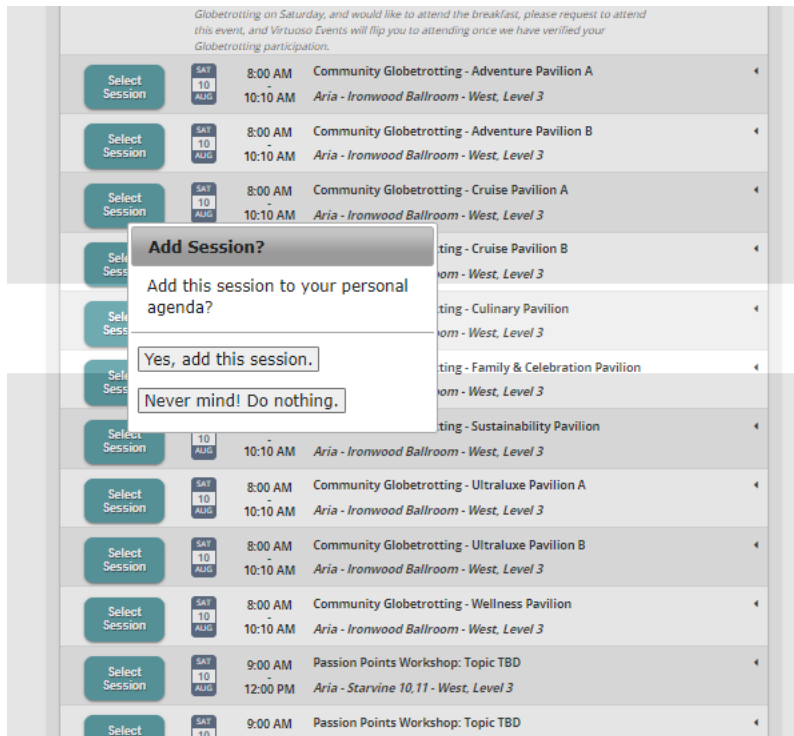 Globetrotting on Saturday, and would like to attend the breakfast, please request to attend
this event, and Virtuoso Events will flip you to attending once we have verified your
Globetrotting participation.
Select
Session
SAT
10
AUG
8:00 AM
-
10:10 AM
Community Globetrotting - Adventure Pavilion A
Aria - Ironwood Ballroom - West, Level 3
Select
Session
SAT
10
AUG
8:00 AM
-
10:10 AM
Community Globetrotting - Adventure Pavilion B
Aria - Ironwood Ballroom - West, Level 3
Select
Session
SAT
10
AUG
8:00 AM
-
10:10 AM
Community Globetrotting - Cruise Pavilion A
Aria - Ironwood Ballroom - West, Level 3
Add Session?
Add this session to your personal
agenda?
Yes, add this session.
Never mind! Do nothing.
Sele
Sess
ting - Cruise Pavilion B
om - West, Level 3
Sele
Sess
ting - Culinary Pavilion
om - West, Level 3
Sele
Sess
ting - Family & Celebration Pavilion
om - West, Level 3
Select
Session
10
AUG
-
10:10 AM
ting - Sustainability Pavilion
Aria - Ironwood Ballroom - West, Level 3
Select
Session
SAT
10
AUG
8:00 AM
-
10:10 AM
Community Globetrotting - Ultraluxe Pavilion A
Aria - Ironwood Ballroom - West, Level 3
Select
Session
SAT
10
AUG
8:00 AM
-
10:10 AM
Community Globetrotting - Ultraluxe Pavilion B
Aria - Ironwood Ballroom - West, Level 3
Select
Session
SAT
10
AUG
8:00 AM
-
10:10 AM
Community Globetrotting - Wellness Pavilion
Aria - Ironwood Ballroom - West, Level 3
Select
Session
SAT
10
AUG
9:00 AM
-
12:00 PM
Passion Points Workshop: Topic TBD
Aria - Starvine 10,11 - West, Level 3
Select
SAT
10
9:00 AM
Passion Points Workshop: Topic TBD